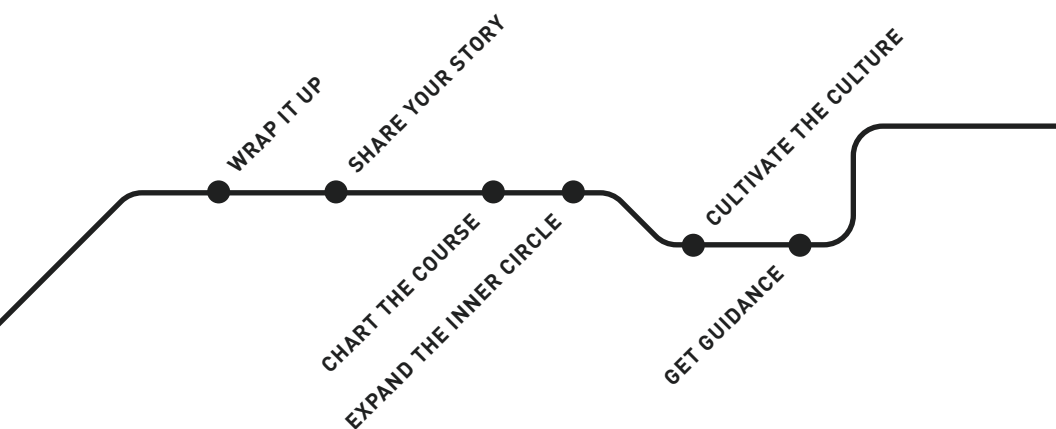 WRAP IT UP
SHARE YOUR STORY
CHART THE COURSE
EXPAND THE INNER CIRCLE
CULTIVATE THE CULTURE
GET GUIDANCE